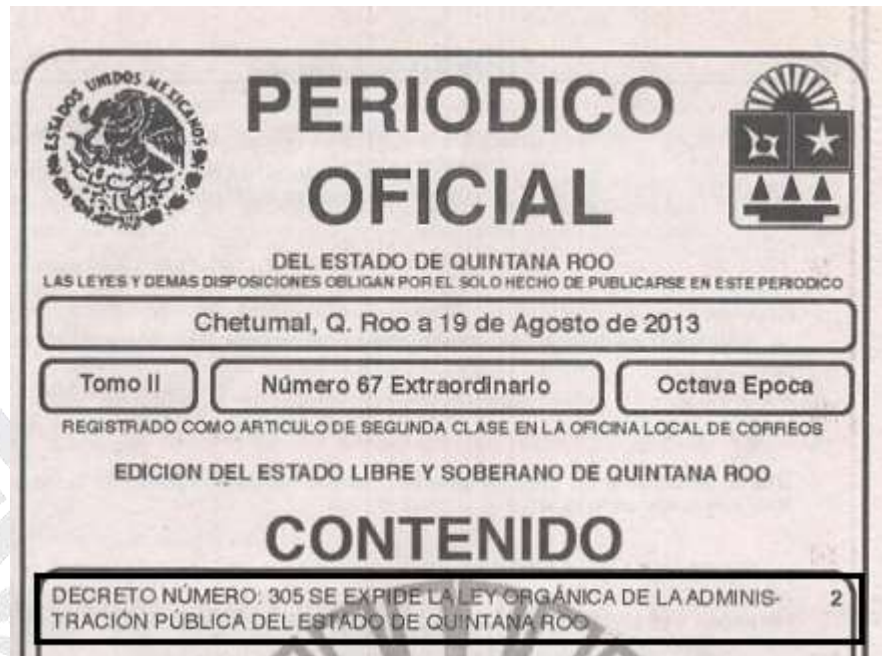 ESTADOS UNIDOS MEXICANOS
PERIODICO
OFICIAL
DEL ESTADO DE QUINTANA ROO
LAS LEYES Y DEMAS DISPOSICIONES OBLIGAN POR EL SOLO HECHO DE PUBLICARSE EN ESTE PERIODICO
Chetumal, Q. Roo a 19 de Agosto de 2013
Tomo II
Número 67 Extraordinario
Octava Epoca
REGISTRADO COMO ARTICULO DE SEGUNDA CLASE EN LA OFICINA LOCAL DE CORREOS
EDICION DEL ESTADO LIBRE Y SOBERANO DE QUINTANA ROO
CONTENIDO
DECRETO NÚMERO: 305 SE EXPIDE LA LEY ORGÁNICA DE LA ADMINIS- 2
TRACIÓN PÚBLICA DEL ESTADO DE QUINTANA ROO